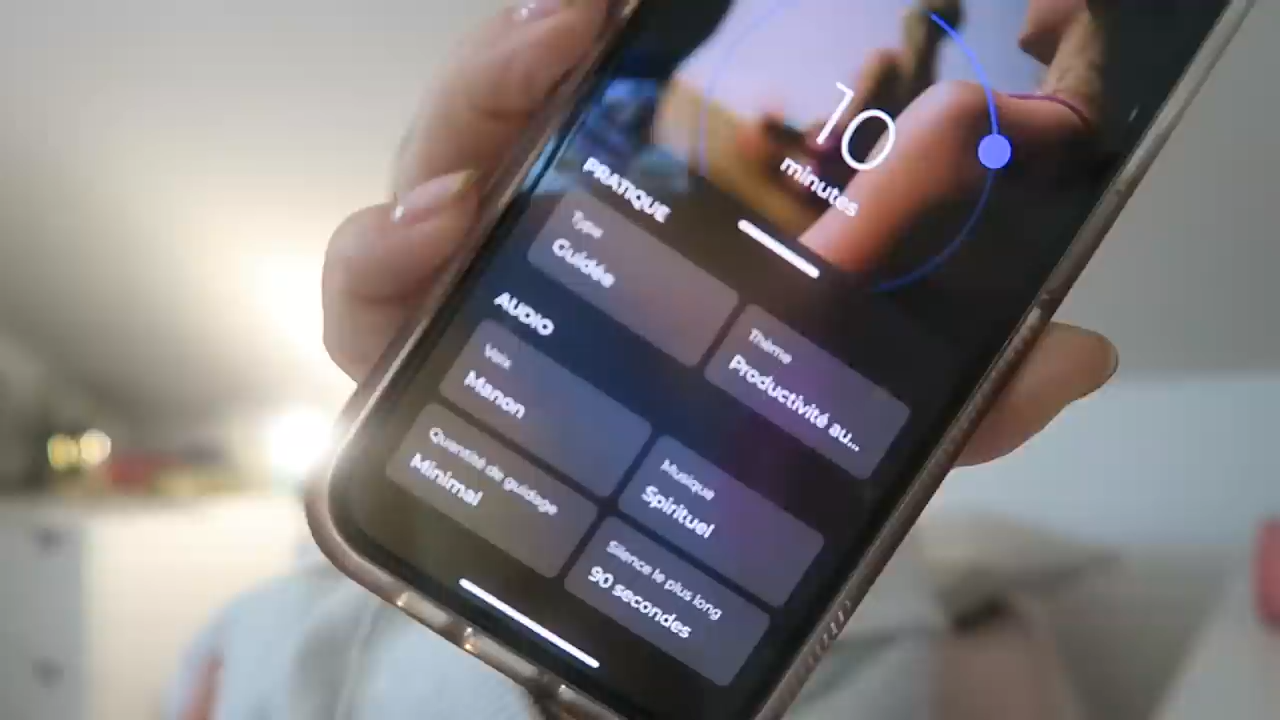 10
minutes
PRATIQUE
Type
Guidée
Thème
Productivité au...
AUDIO
Voix
Manon
Musique
Spirituel
Quantité de guidage
Minimal
Silence le plus long
90 secondes